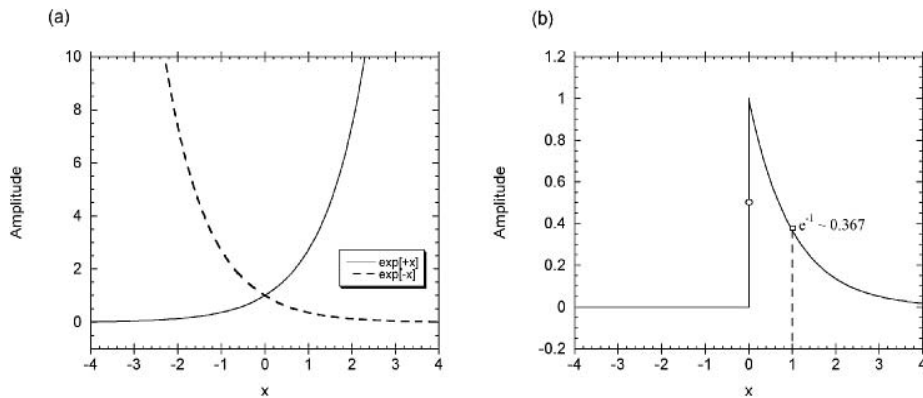 (a)
10
8
6
4
2
0
Amplitude
-4 -3 -2 -1 0 1 2 3 4
x
exp[+x]
exp[-x]
(b)
1.2
1
0.8
0.6
0.4
0.2
0
-0.2
Amplitude
-4 -3 -2 -1 0 1 2 3 4
x
e⁻¹ ~ 0.367